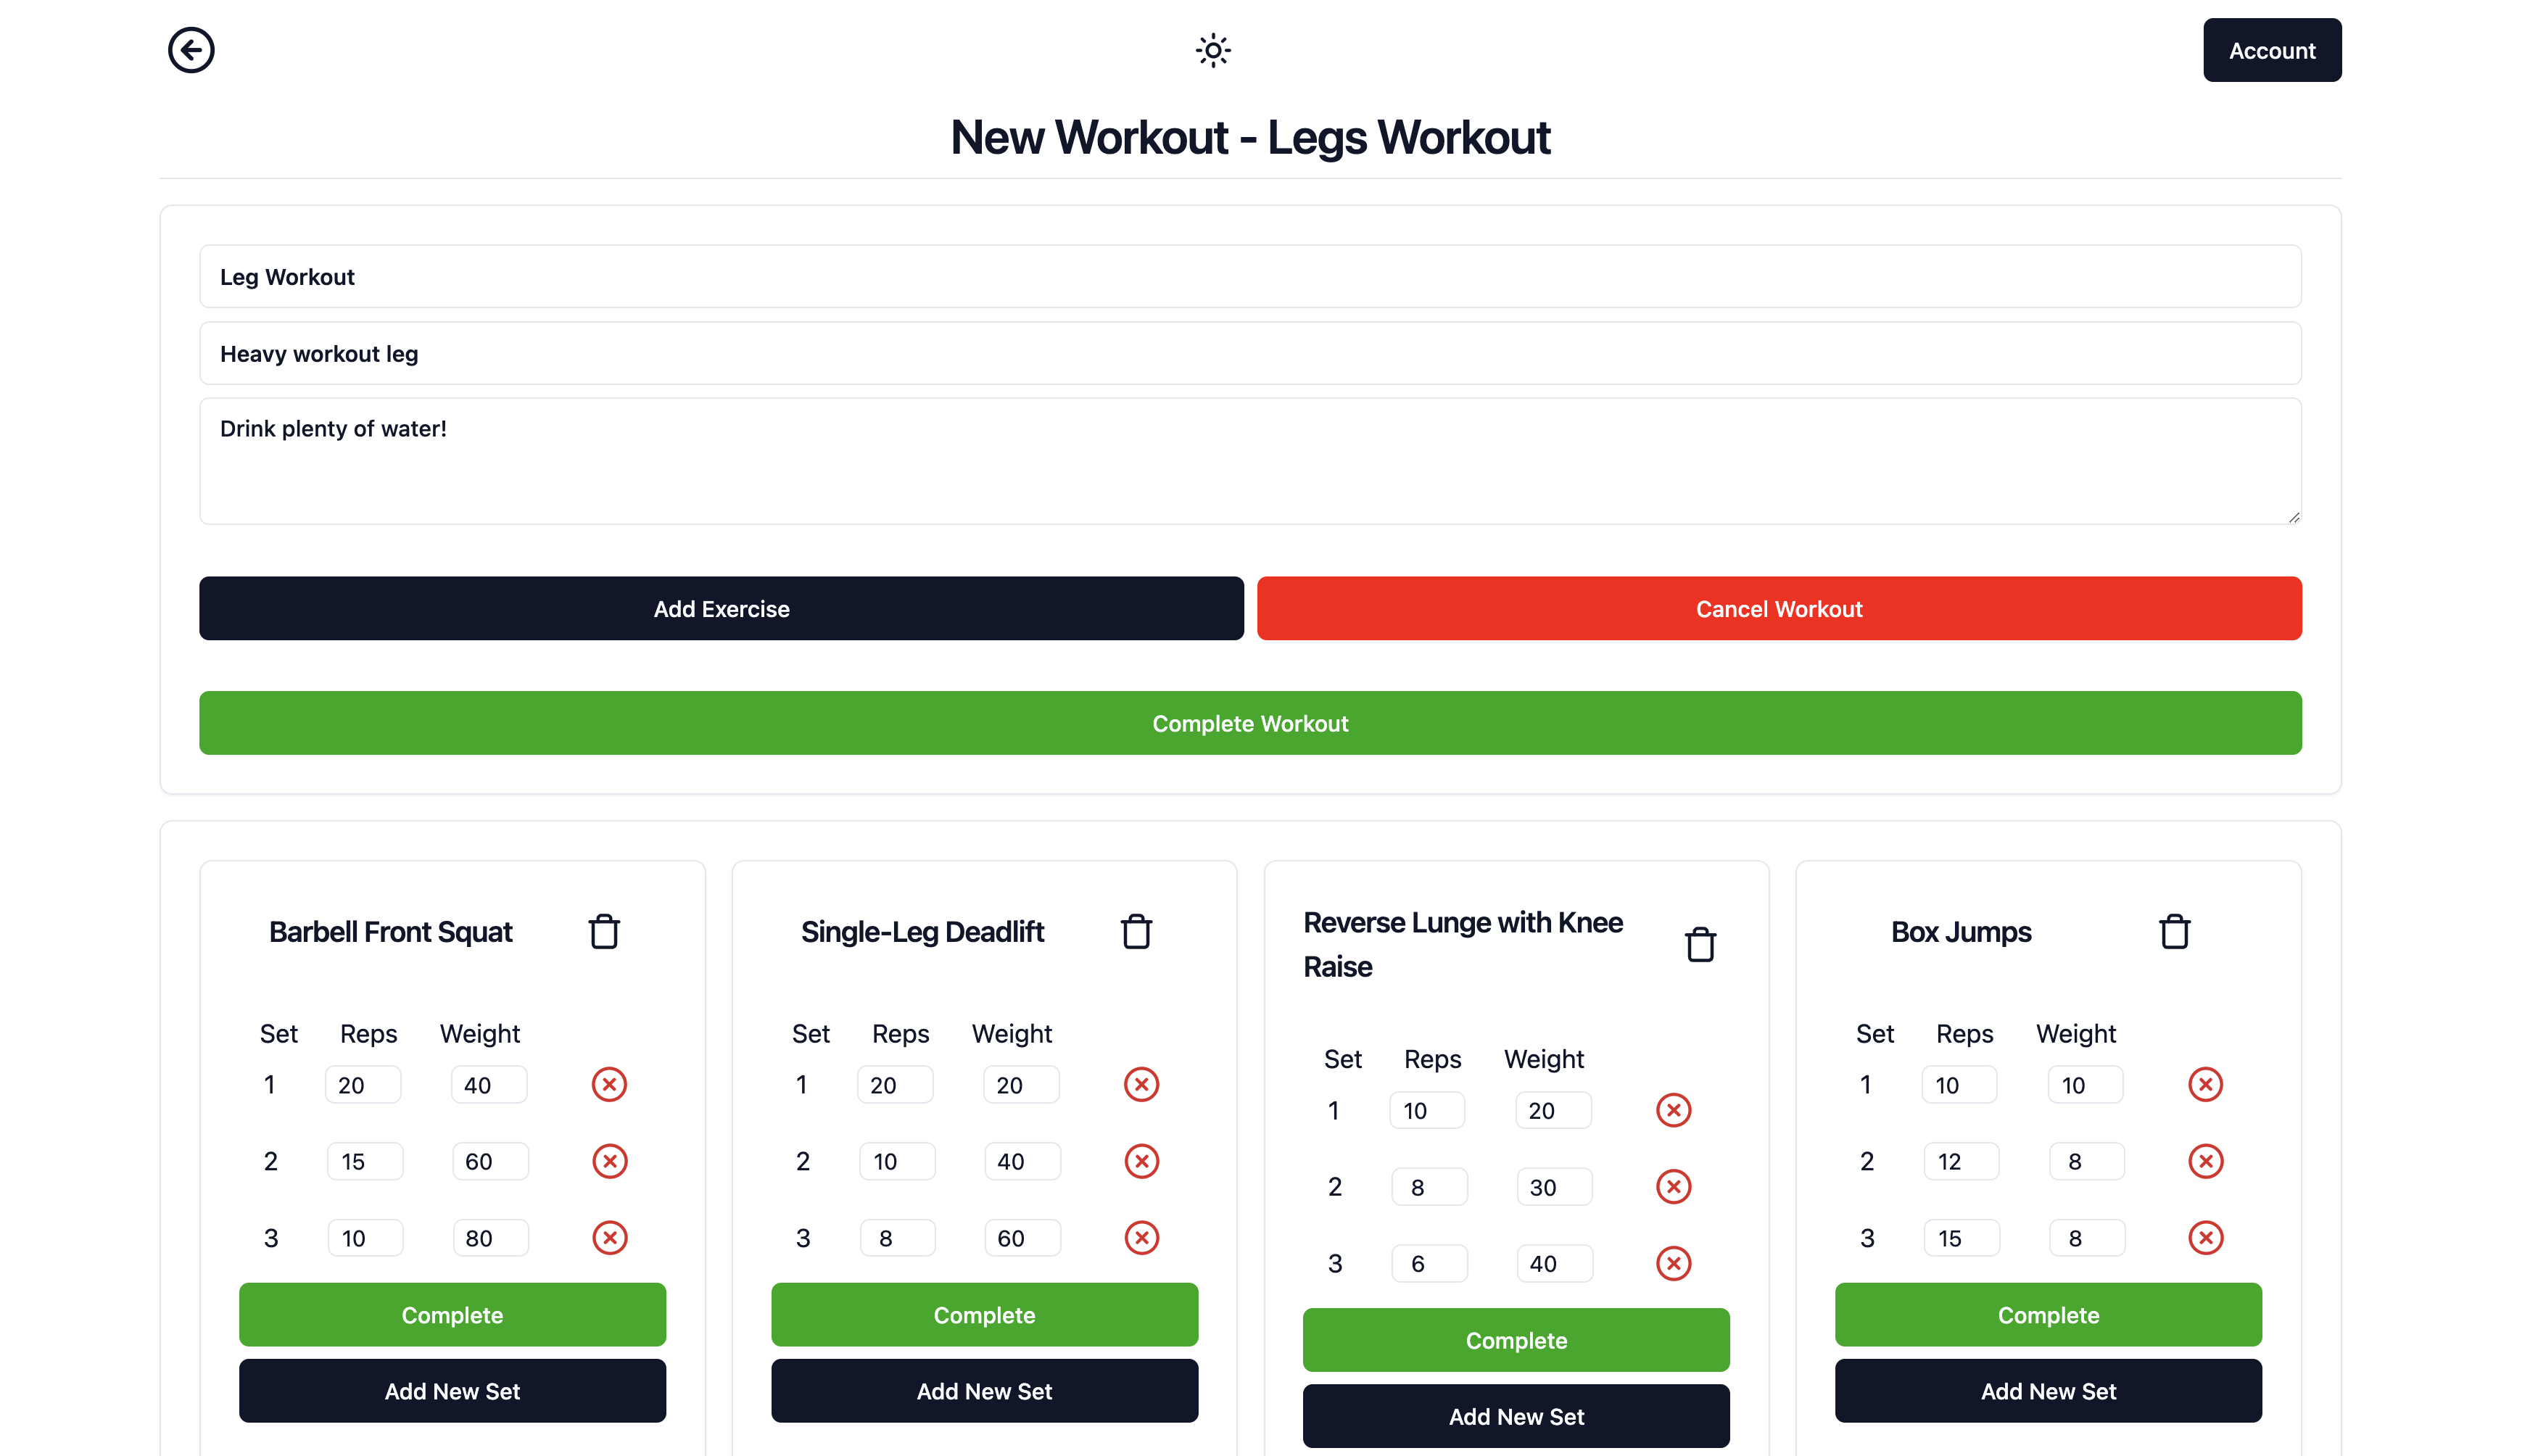 Account
New Workout - Legs Workout
Leg Workout
Heavy workout leg
Drink plenty of water!
Add Exercise
Cancel Workout
Complete Workout
Barbell Front Squat
Set Reps Weight
1 20 40
2 15 60
3 10 80
Complete
Add New Set
Single-Leg Deadlift
Set Reps Weight
1 20 20
2 10 40
3 8 60
Complete
Add New Set
Reverse Lunge with Knee
Raise
Set Reps Weight
1 10 20
2 8 30
3 6 40
Complete
Add New Set
Box Jumps
Set Reps Weight
1 10 10
2 12 8
3 15 8
Complete
Add New Set